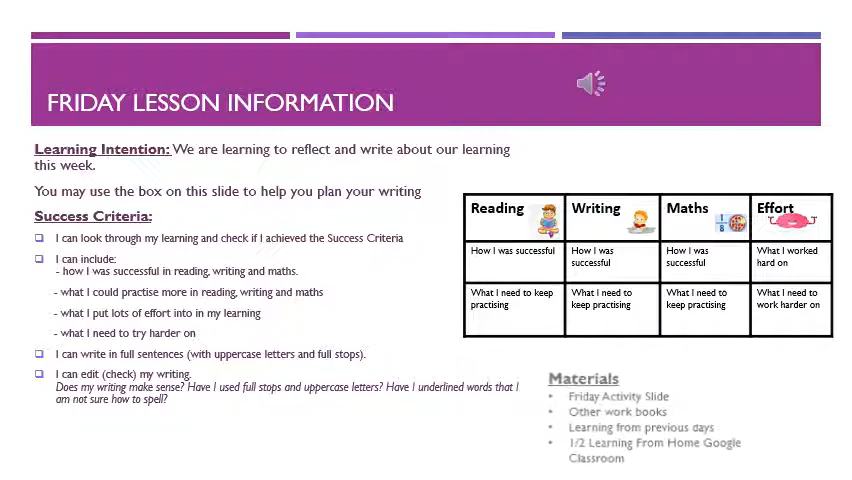 FRIDAY LESSON INFORMATION
Learning Intention: We are learning to reflect and write about our learning
this week.
You may use the box on this slide to help you plan your writing
Success Criteria:
I can look through my learning and check if I achieved the Success Criteria
I can include:
- how I was successful in reading, writing and maths.
- what I could practise more in reading, writing and maths
- what I put lots of effort into in my learning
- what I need to try harder on
I can write in full sentences (with uppercase letters and full stops).
I can edit (check) my writing.
Does my writing make sense? Have I used full stops and uppercase letters? Have I underlined words that I
am not sure how to spell?
Reading
Writing
Maths
1/8
Effort
How I was successful
How I was
successful
How I was
successful
What I worked
hard on
What I need to keep
practising
What I need to
keep practising
What I need to
keep practising
What I need to
work harder on
Materials
• Friday Activity Slide
• Other work books
• Learning from previous days
• 1/2 Learning From Home Google
Classroom